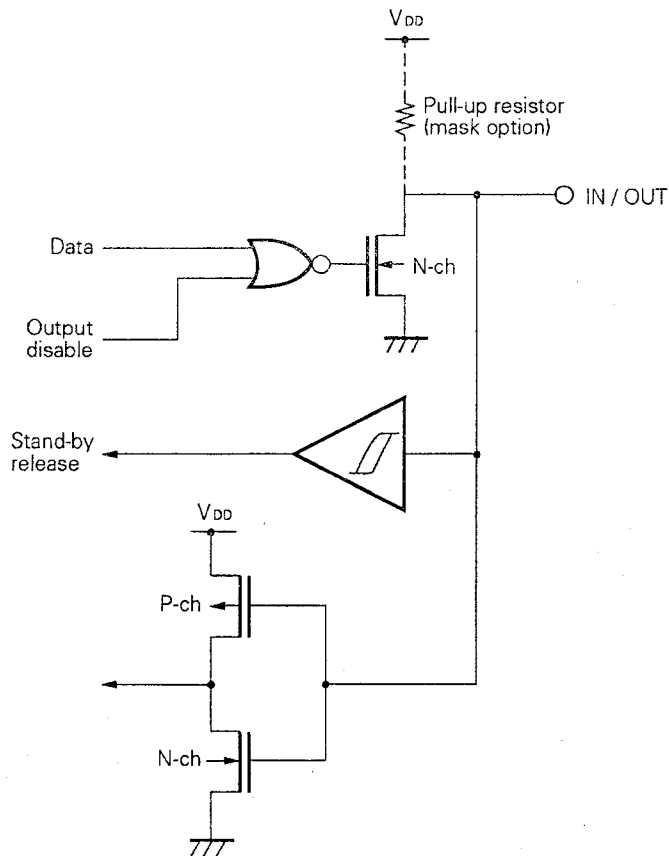 VDD
Pull-up resistor
(mask option)
IN / OUT
Data
N-ch
Output
disable
Stand-by
release
VDD
P-ch
N-ch